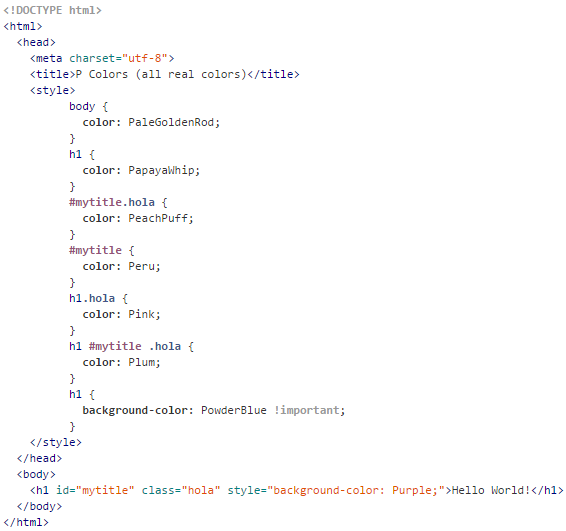 <!DOCTYPE html>
<html>
  <head>
    <meta charset="utf-8">
    <title>P Colors (all real colors)</title>
    <style>
          body {
            color: PaleGoldenRod;
          }
          h1 {
            color: PapayaWhip;
          }
          #mytitle.hola {
            color: PeachPuff;
          }
          #mytitle {
            color: Peru;
          }
          h1.hola {
            color: Pink;
          }
          h1 #mytitle .hola {
            color: Plum;
          }
          h1 {
            background-color: PowderBlue !important;
          }
    </style>
  </head>
  <body>
    <h1 id="mytitle" class="hola" style="background-color: Purple;">Hello World!</h1>
  </body>
</html>